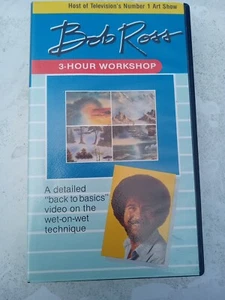 Host of Television's Number 1 Art Show
Bob Ross
3-HOUR WORKSHOP
A detailed
"back to basics"
video on the
wet-on-wet
technique